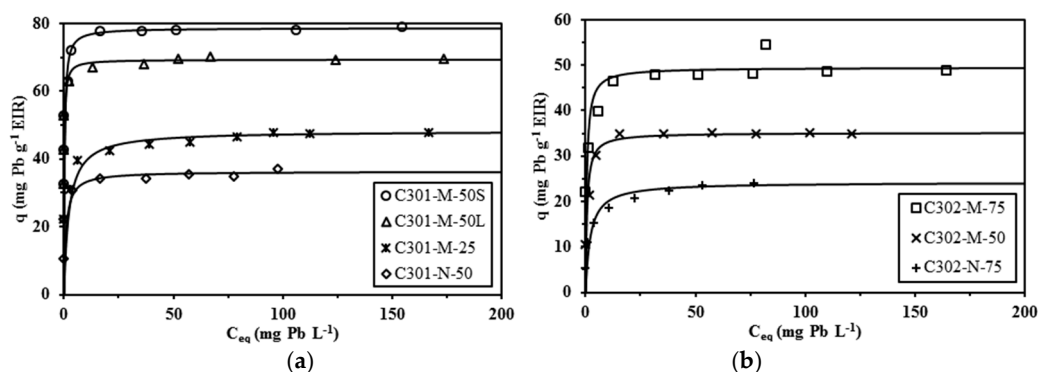 80
60
40
20
0
q (mg Pb g⁻¹ EIR)
C301-M-50S
C301-M-50L
C301-M-25
C301-N-50
0 50 100 150 200
Ceq (mg Pb L⁻¹)
(a)
60
50
40
30
20
10
0
q (mg Pb g⁻¹ EIR)
C302-M-75
C302-M-50
C302-N-75
0 50 100 150 200
Ceq (mg Pb L⁻¹)
(b)